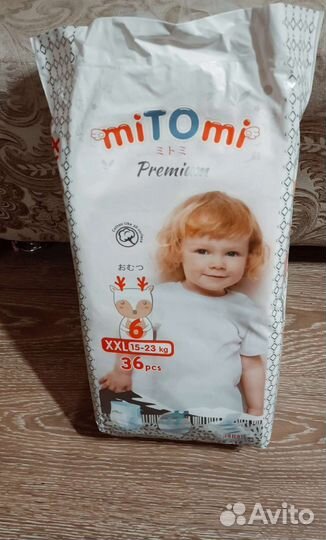 miTOmi
ミトミ
Premium
おむつ
6
XXL 15-23 kg
36 pcs
Avito